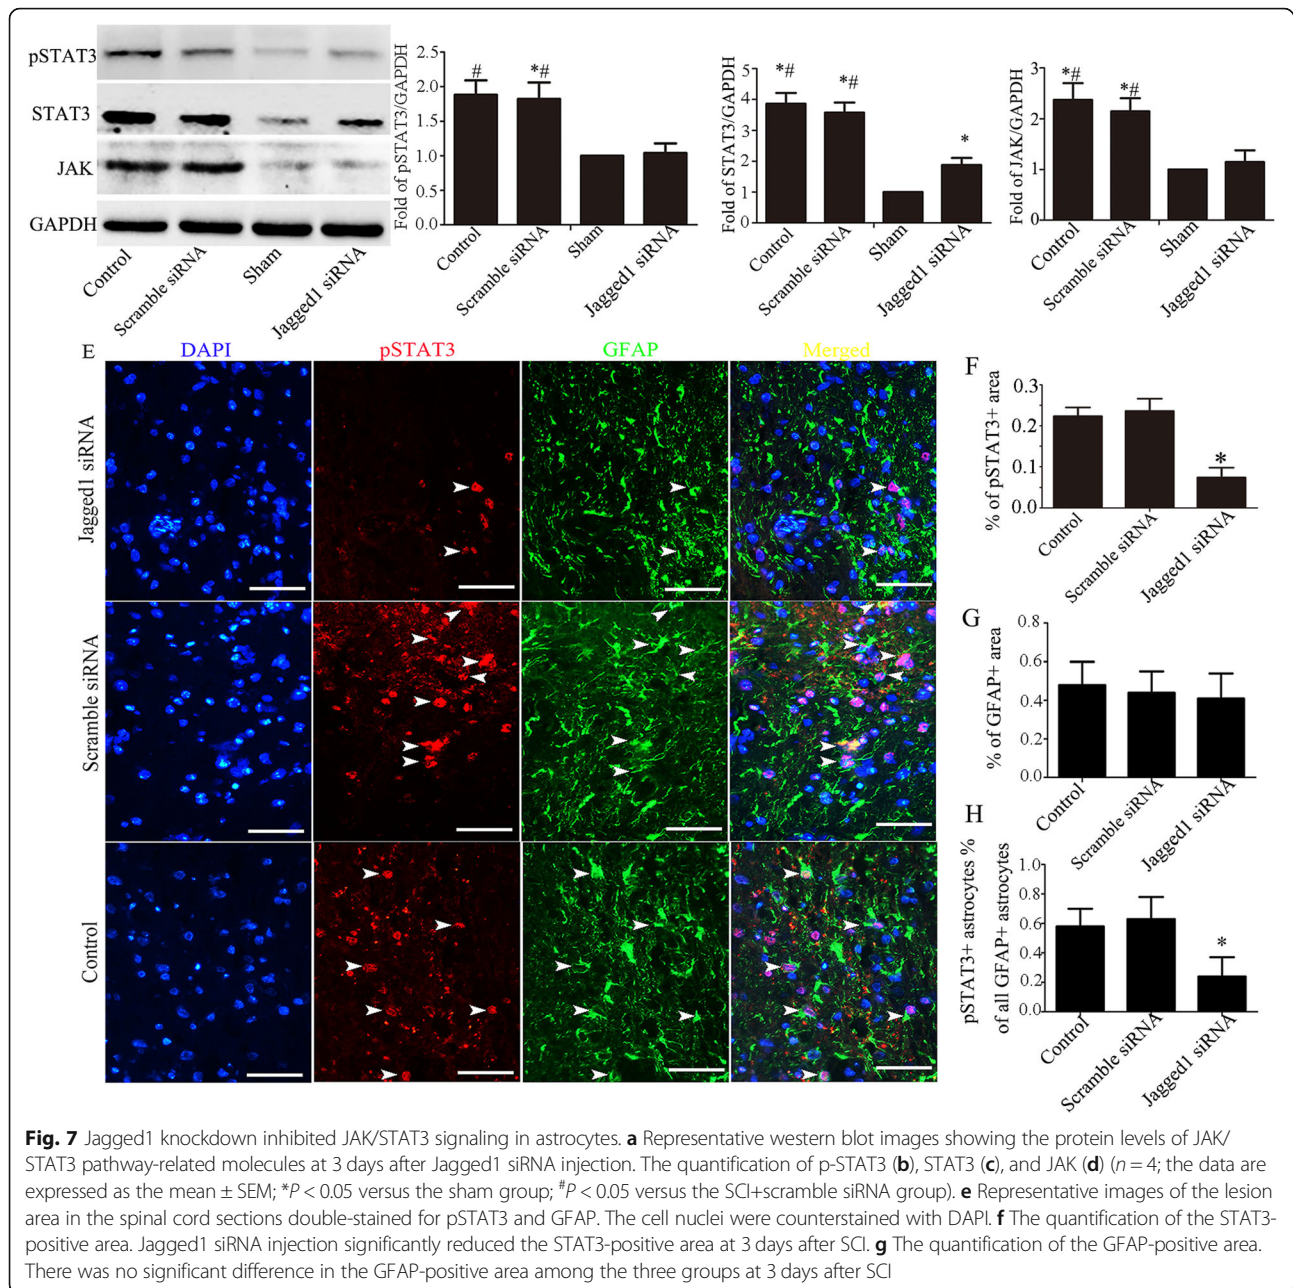 pSTAT3
STAT3
JAK
GAPDH
Control
Scramble siRNA
Sham
Jagged1 siRNA
Fold of pSTAT3/GAPDH
2.5
2.0
1.5
1.0
0.5
0.0
#
*#
Control
Scramble siRNA
Sham
Jagged1 siRNA
Fold of STAT3/GAPDH
5
4
3
2
1
0
*#
*#
*
Control
Scramble siRNA
Sham
Jagged1 siRNA
Fold of JAK/GAPDH
3
2
1
0
*#
*#
Control
Scramble siRNA
Sham
Jagged1 siRNA
E
DAPI
pSTAT3
GFAP
Merged
Jagged1 siRNA
Scramble siRNA
Control
F
% of pSTAT3+ area
0.3
0.2
0.1
0.0
*
Control
Scramble siRNA
Jagged1 siRNA
G
% of GFAP+ area
0.8
0.6
0.4
0.2
0.0
Control
Scramble siRNA
Jagged1 siRNA
H
pSTAT3+ astrocytes %
of all GFAP+ astrocytes
1.0
0.8
0.6
0.4
0.2
0.0
*
Control
Scramble siRNA
Jagged1 siRNA
Fig. 7 Jagged1 knockdown inhibited JAK/STAT3 signaling in astrocytes. a Representative western blot images showing the protein levels of JAK/
STAT3 pathway-related molecules at 3 days after Jagged1 siRNA injection. The quantification of p-STAT3 (b), STAT3 (c), and JAK (d) (n = 4; the data are
expressed as the mean ± SEM; *P < 0.05 versus the sham group; #P < 0.05 versus the SCI+scramble siRNA group). e Representative images of the lesion
area in the spinal cord sections double-stained for pSTAT3 and GFAP. The cell nuclei were counterstained with DAPI. f The quantification of the STAT3-
positive area. Jagged1 siRNA injection significantly reduced the STAT3-positive area at 3 days after SCI. g The quantification of the GFAP-positive area.
There was no significant difference in the GFAP-positive area among the three groups at 3 days after SCI